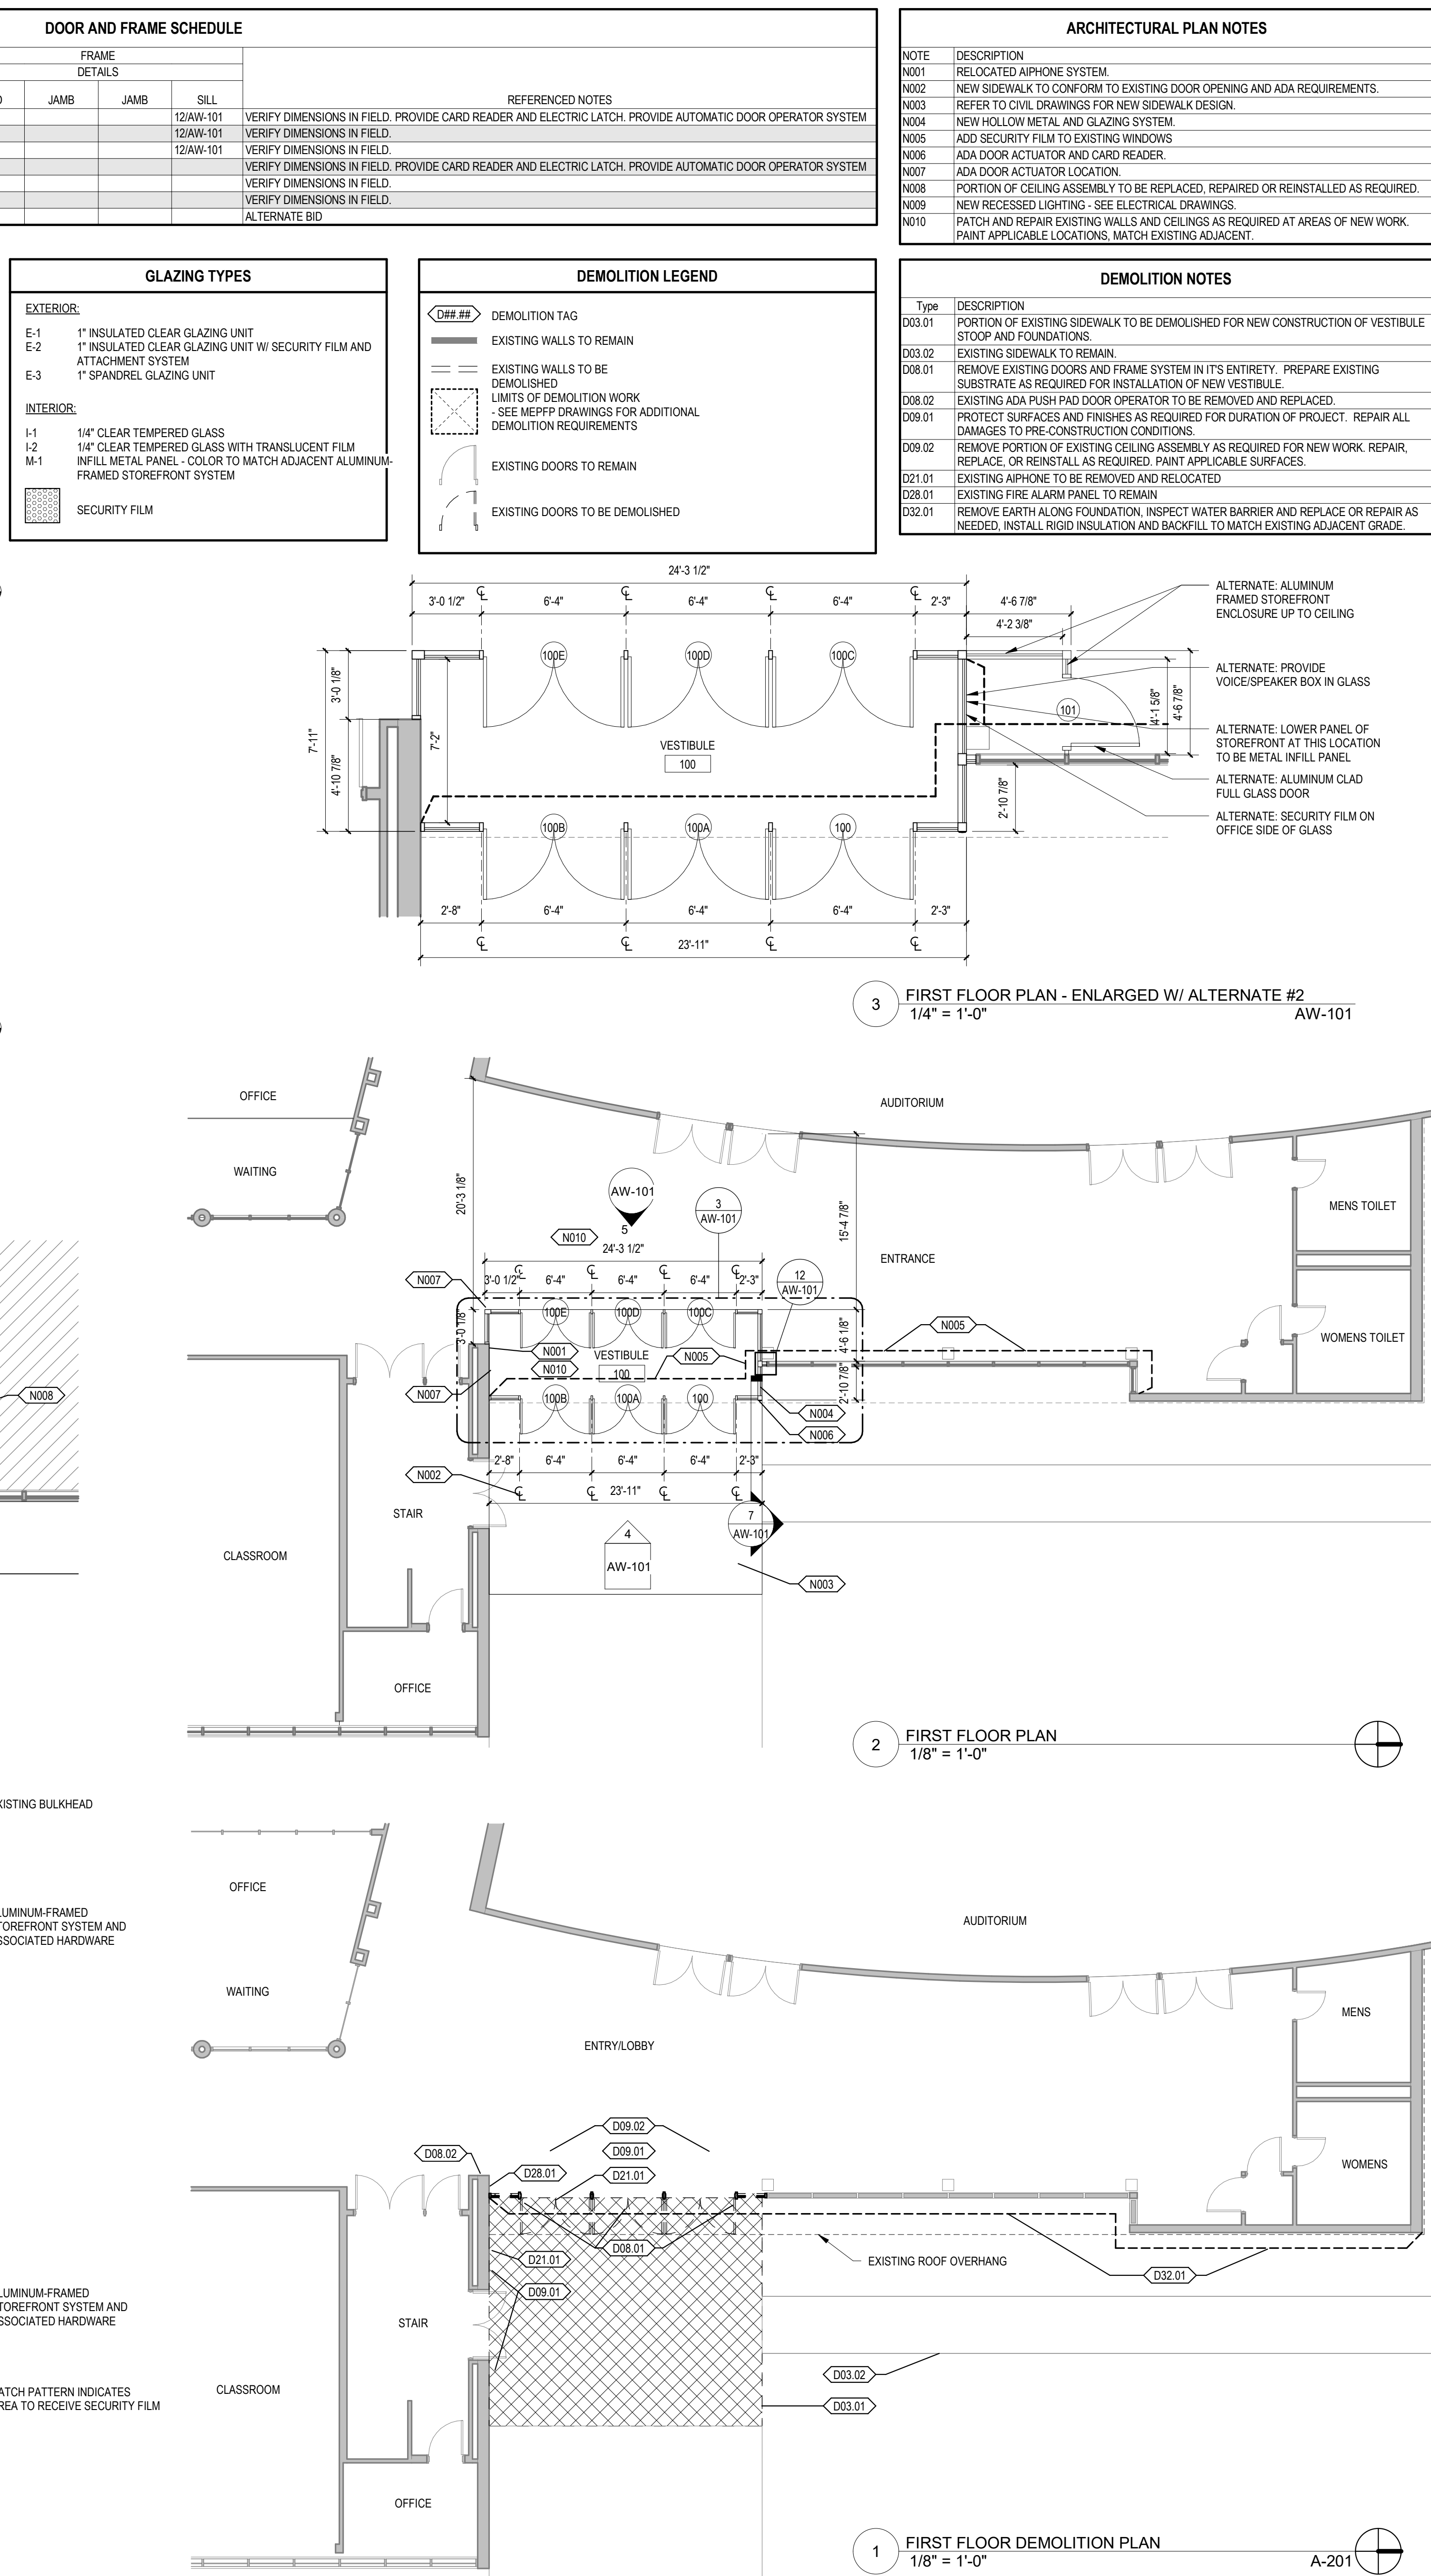 DOOR AND FRAME SCHEDULE
FRAME
DETAILS
JAMB JAMB SILL REFERENCED NOTES
12/AW-101 VERIFY DIMENSIONS IN FIELD. PROVIDE CARD READER AND ELECTRIC LATCH. PROVIDE AUTOMATIC DOOR OPERATOR SYSTEM
12/AW-101 VERIFY DIMENSIONS IN FIELD.
12/AW-101 VERIFY DIMENSIONS IN FIELD.
VERIFY DIMENSIONS IN FIELD. PROVIDE CARD READER AND ELECTRIC LATCH. PROVIDE AUTOMATIC DOOR OPERATOR SYSTEM
VERIFY DIMENSIONS IN FIELD.
VERIFY DIMENSIONS IN FIELD.
ALTERNATE BID
ARCHITECTURAL PLAN NOTES
NOTE DESCRIPTION
N001 RELOCATED AIPHONE SYSTEM.
N002 NEW SIDEWALK TO CONFORM TO EXISTING DOOR OPENING AND ADA REQUIREMENTS.
N003 REFER TO CIVIL DRAWINGS FOR NEW SIDEWALK DESIGN.
N004 NEW HOLLOW METAL AND GLAZING SYSTEM.
N005 ADD SECURITY FILM TO EXISTING WINDOWS
N006 ADA DOOR ACTUATOR AND CARD READER.
N007 ADA DOOR ACTUATOR LOCATION.
N008 PORTION OF CEILING ASSEMBLY TO BE REPLACED, REPAIRED OR REINSTALLED AS REQUIRED.
N009 NEW RECESSED LIGHTING - SEE ELECTRICAL DRAWINGS.
N010 PATCH AND REPAIR EXISTING WALLS AND CEILINGS AS REQUIRED AT AREAS OF NEW WORK.
PAINT APPLICABLE LOCATIONS, MATCH EXISTING ADJACENT.
GLAZING TYPES
EXTERIOR:
E-1 1" INSULATED CLEAR GLAZING UNIT
E-2 1" INSULATED CLEAR GLAZING UNIT W/ SECURITY FILM AND
ATTACHMENT SYSTEM
E-3 1" SPANDREL GLAZING UNIT
INTERIOR:
I-1 1/4" CLEAR TEMPERED GLASS
I-2 1/4" CLEAR TEMPERED GLASS WITH TRANSLUCENT FILM
M-1 INFILL METAL PANEL - COLOR TO MATCH ADJACENT ALUMINUM-
FRAMED STOREFRONT SYSTEM
SECURITY FILM
DEMOLITION LEGEND
D##.## DEMOLITION TAG
EXISTING WALLS TO REMAIN
EXISTING WALLS TO BE
DEMOLISHED
LIMITS OF DEMOLITION WORK
- SEE MEPFP DRAWINGS FOR ADDITIONAL
DEMOLITION REQUIREMENTS
EXISTING DOORS TO REMAIN
EXISTING DOORS TO BE DEMOLISHED
DEMOLITION NOTES
Type DESCRIPTION
D03.01 PORTION OF EXISTING SIDEWALK TO BE DEMOLISHED FOR NEW CONSTRUCTION OF VESTIBULE
STOOP AND FOUNDATIONS.
D03.02 EXISTING SIDEWALK TO REMAIN.
D08.01 REMOVE EXISTING DOORS AND FRAME SYSTEM IN IT'S ENTIRETY. PREPARE EXISTING
SUBSTRATE AS REQUIRED FOR INSTALLATION OF NEW VESTIBULE.
D08.02 EXISTING ADA PUSH PAD DOOR OPERATOR TO BE REMOVED AND REPLACED.
D09.01 PROTECT SURFACES AND FINISHES AS REQUIRED FOR DURATION OF PROJECT. REPAIR ALL
DAMAGES TO PRE-CONSTRUCTION CONDITIONS.
D09.02 REMOVE PORTION OF EXISTING CEILING ASSEMBLY AS REQUIRED FOR NEW WORK. REPAIR,
REPLACE, OR REINSTALL AS REQUIRED. PAINT APPLICABLE SURFACES.
D21.01 EXISTING AIPHONE TO BE REMOVED AND RELOCATED
D28.01 EXISTING FIRE ALARM PANEL TO REMAIN
D32.01 REMOVE EARTH ALONG FOUNDATION, INSPECT WATER BARRIER AND REPLACE OR REPAIR AS
NEEDED, INSTALL RIGID INSULATION AND BACKFILL TO MATCH EXISTING ADJACENT GRADE.
24'-3 1/2"
3'-0 1/2" 6'-4" 6'-4" 6'-4" 2'-3" 4'-6 7/8"
4'-2 3/8"
100E 100D 100C
7'-11" 3'-0 1/8" 4'-10 7/8" 7'-2"
VESTIBULE
100
101
4'-1 5/8" 4'-6 7/8"
2'-10 7/8"
100B 100A 100
2'-8" 6'-4" 6'-4" 6'-4" 2'-3"
23'-11"
ALTERNATE: ALUMINUM
FRAMED STOREFRONT
ENCLOSURE UP TO CEILING
ALTERNATE: PROVIDE
VOICE/SPEAKER BOX IN GLASS
ALTERNATE: LOWER PANEL OF
STOREFRONT AT THIS LOCATION
TO BE METAL INFILL PANEL
ALTERNATE: ALUMINUM CLAD
FULL GLASS DOOR
ALTERNATE: SECURITY FILM ON
OFFICE SIDE OF GLASS
3 FIRST FLOOR PLAN - ENLARGED W/ ALTERNATE #2
1/4" = 1'-0" AW-101
OFFICE
AUDITORIUM
WAITING
20'-3 1/8"
AW-101
5
3
AW-101
15'-4 7/8"
MENS TOILET
N010
24'-3 1/2"
ENTRANCE
N007
3'-0 1/2" 6'-4" 6'-4" 6'-4" 2'-3"
12
AW-101
100E 100D 100C
3'-0 1/8"
N005
WOMENS TOILET
N001
VESTIBULE
N005
4'-6 1/8"
N010
100
N008
N007
100B 100A 100
2'-10 7/8"
N004
N006
2'-8" 6'-4" 6'-4" 6'-4" 2'-3"
N002
23'-11"
STAIR
7
AW-101
4
AW-101
CLASSROOM
N003
OFFICE
2 FIRST FLOOR PLAN
1/8" = 1'-0"
XISTING BULKHEAD
OFFICE
LUMINUM-FRAMED
TOREFRONT SYSTEM AND
SSOCIATED HARDWARE
AUDITORIUM
WAITING
MENS
ENTRY/LOBBY
D09.02
D08.02
D09.01
D28.01
D21.01
WOMENS
D08.01
D21.01
EXISTING ROOF OVERHANG
D32.01
D09.01
LUMINUM-FRAMED
TOREFRONT SYSTEM AND
SSOCIATED HARDWARE
STAIR
D03.02
ATCH PATTERN INDICATES
REA TO RECEIVE SECURITY FILM
CLASSROOM
D03.01
OFFICE
1 FIRST FLOOR DEMOLITION PLAN
1/8" = 1'-0" A-201